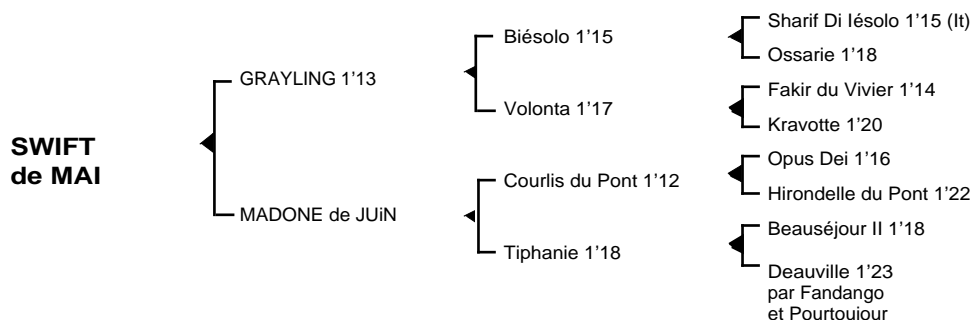 SWIFT
de MAI
GRAYLING 1'13
MADONE de JUiN
Biésolo 1'15
Volonta 1'17
Courlis du Pont 1'12
Tiphanie 1'18
Sharif Di Iésolo 1'15 (It)
Ossarie 1'18
Fakir du Vivier 1'14
Kravotte 1'20
Opus Dei 1'16
Hirondelle du Pont 1'22
Beauséjour II 1'18
Deauville 1'23
par Fandango
et Pourtoujour